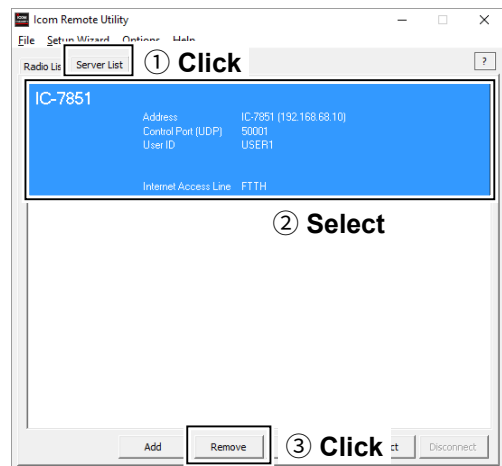 Icom Remote Utility
File Setup Wizard Options Help
Radio Lis Server List ① Click ?
IC-7851
Address IC-7851 (192.168.68.10)
Control Port (UDP) 50001
User ID USER1
Internet Access Line FTTH
② Select
Add Remove ③ Click ct Disconnect